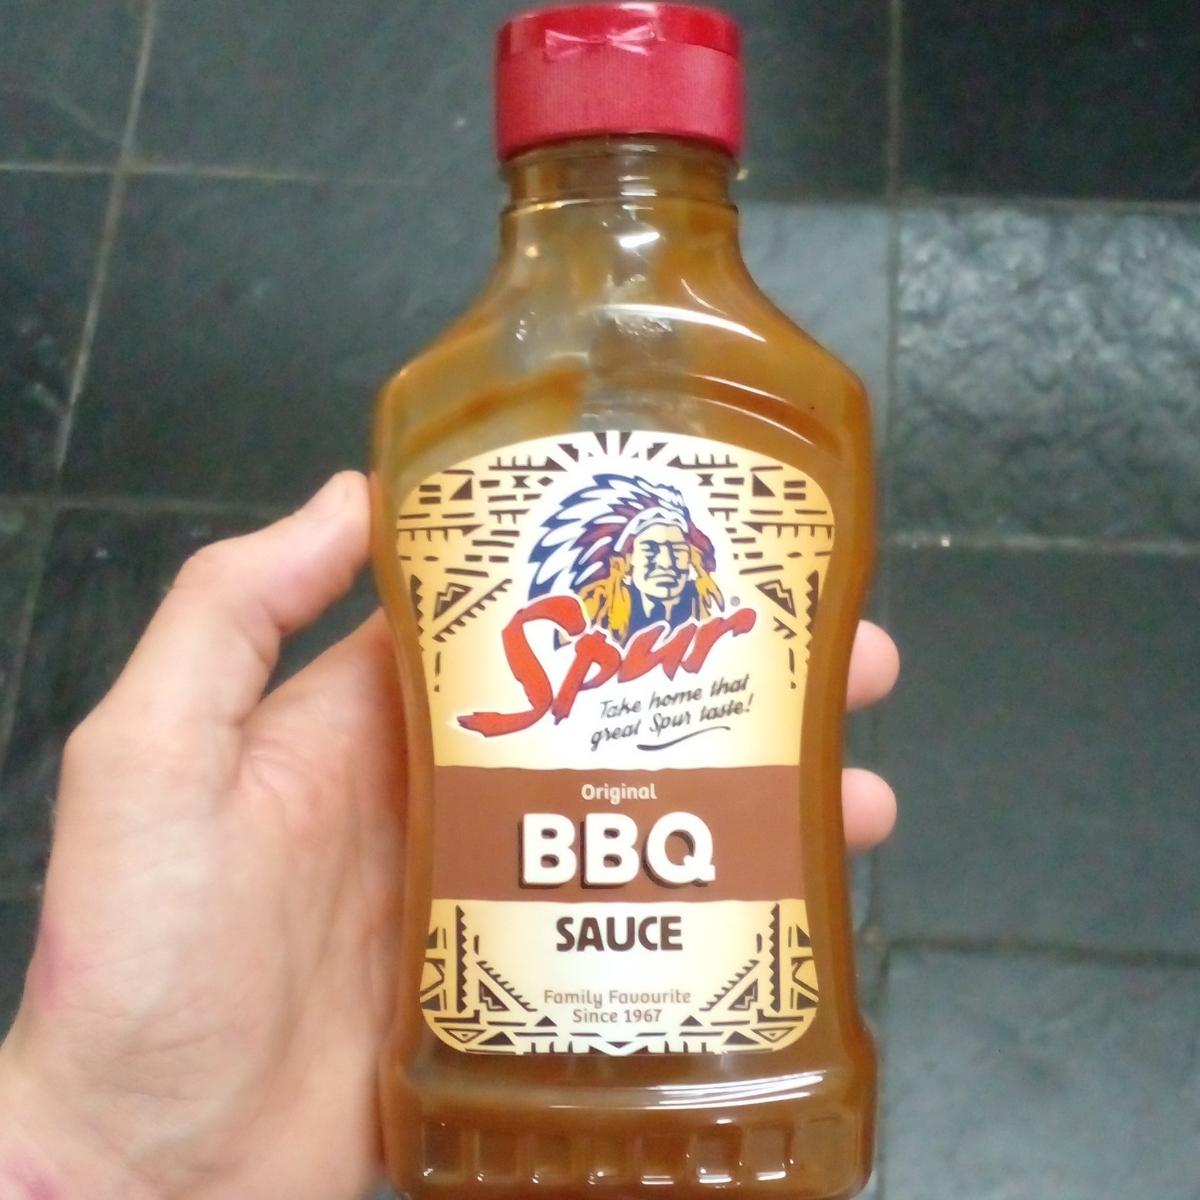 Spur®
Take home that
great Spur taste!
Original
BBQ
SAUCE
Family Favourite
Since 1967